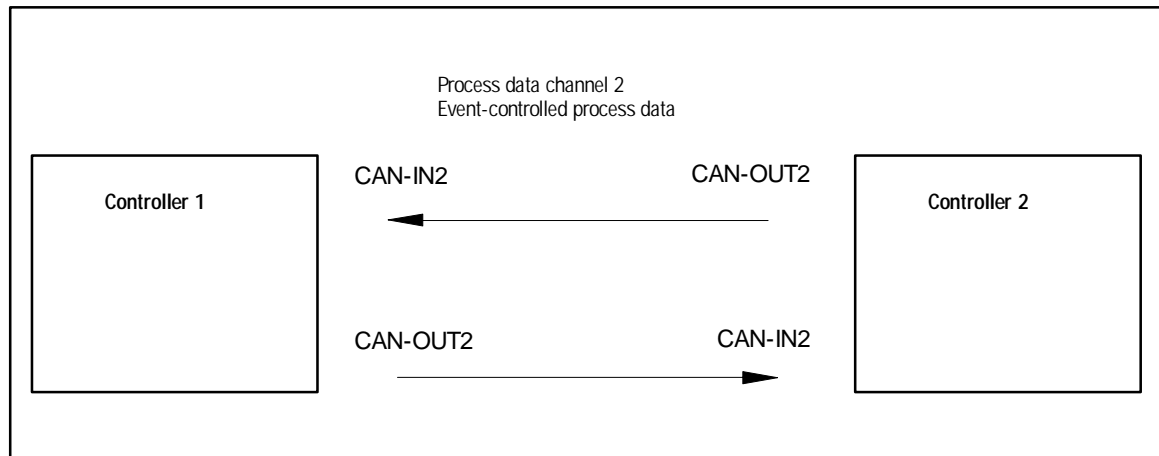 Process data channel 2
Event-controlled process data
CAN-IN2
CAN-OUT2
Controller 1
Controller 2
CAN-OUT2
CAN-IN2